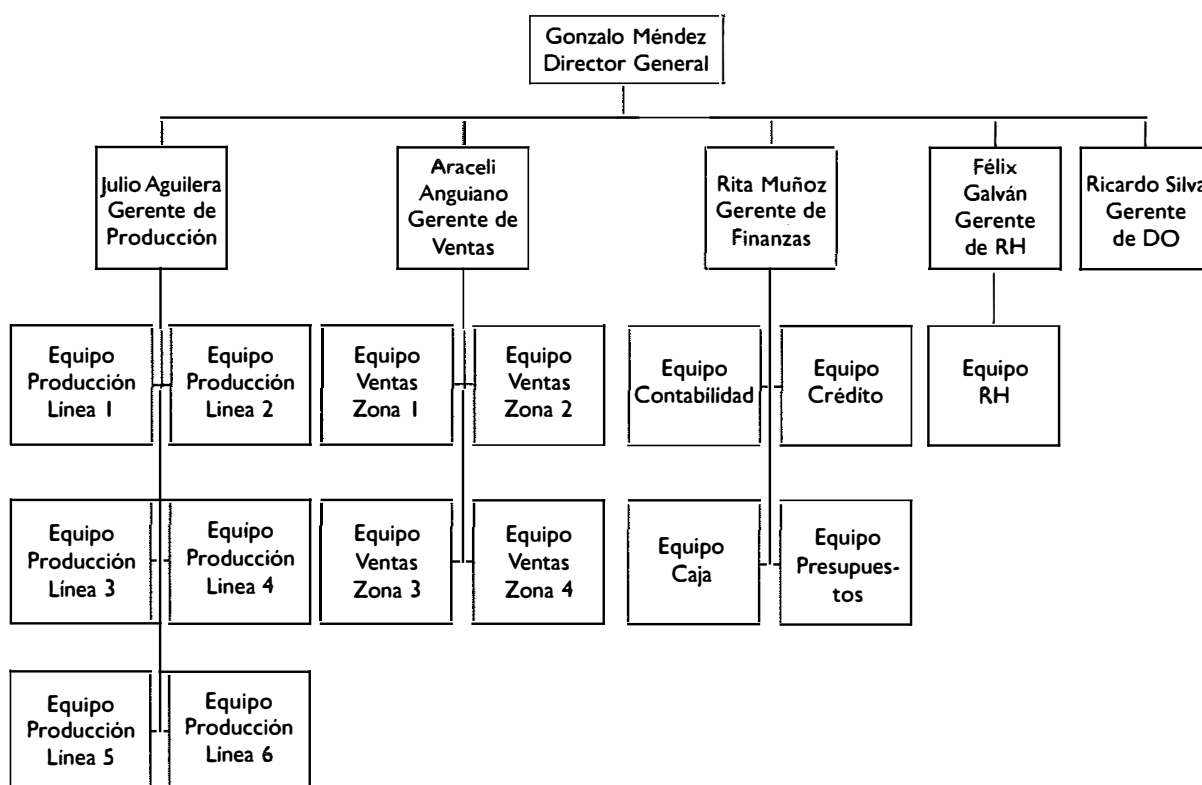 Gonzalo Méndez
Director General
Julio Aguilera
Gerente de
Producción
Araceli
Anguiano
Gerente de
Ventas
Rita Muñoz
Gerente de
Finanzas
Félix
Galván
Gerente
de RH
Ricardo Silva
Gerente
de DO
Equipo
Producción
Línea 1
Equipo
Producción
Línea 2
Equipo
Ventas
Zona 1
Equipo
Ventas
Zona 2
Equipo
Contabilidad
Equipo
Crédito
Equipo
RH
Equipo
Producción
Línea 3
Equipo
Producción
Línea 4
Equipo
Ventas
Zona 3
Equipo
Ventas
Zona 4
Equipo
Caja
Equipo
Presupues-
tos
Equipo
Producción
Línea 5
Equipo
Producción
Línea 6